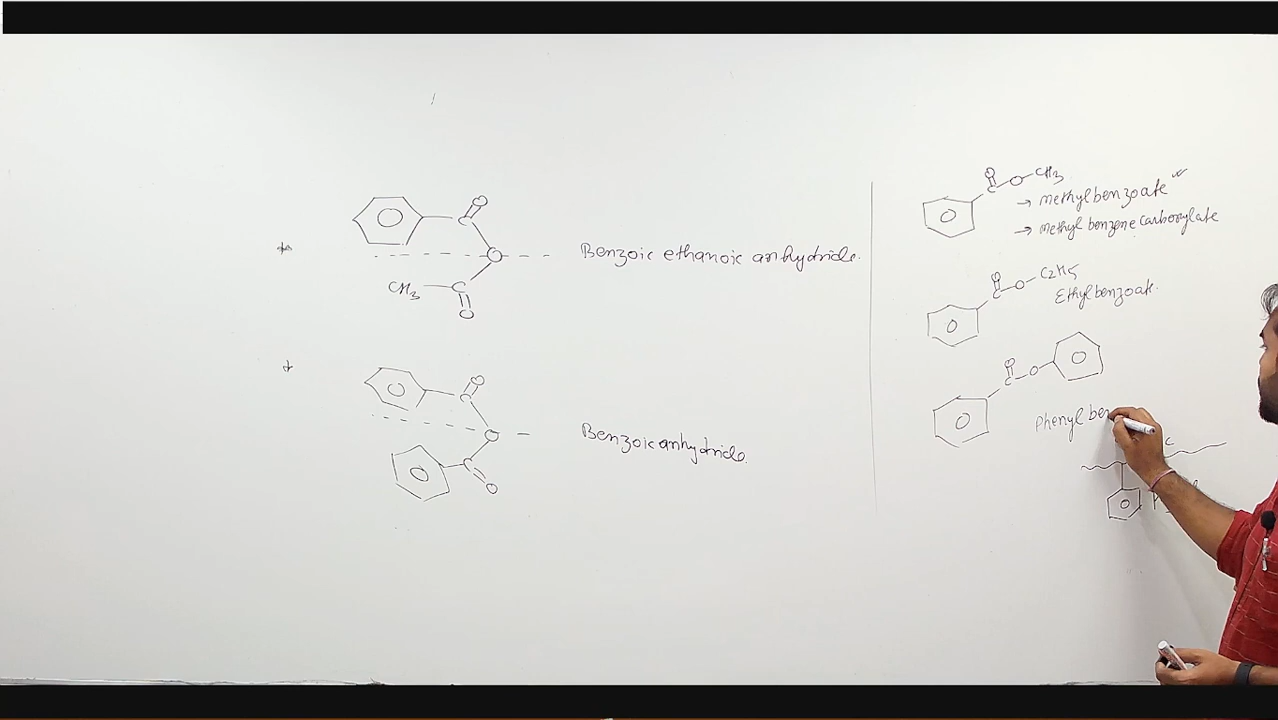 C O
O
Benzoic ethanoic anhydride.
CH3 C
O
C O
O
Benzoic anhydride.
C O
O
C O CH3
→ methyl benzoate
→ methyl benzene carboxylate
O
C O C2H5
Ethyl benzoate.
O
C O
Phenyl ben
C